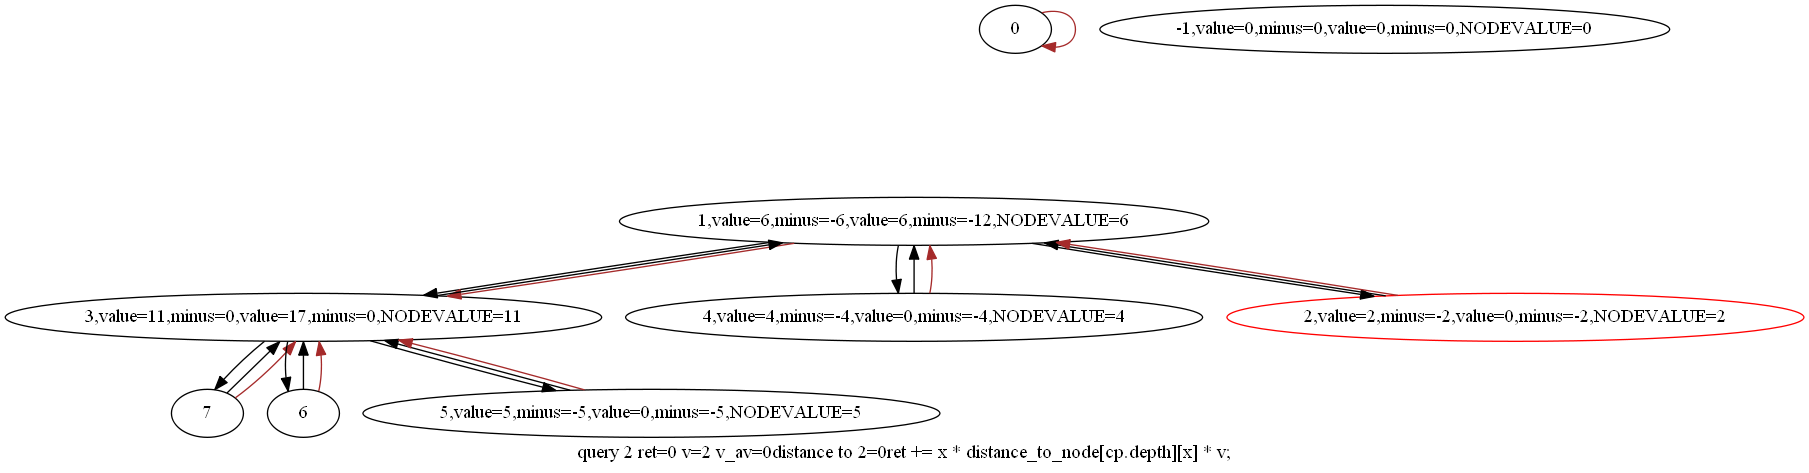 0
-1,value=0,minus=0,value=0,minus=0,NODEVALUE=0
1,value=6,minus=-6,value=6,minus=-12,NODEVALUE=6
3,value=11,minus=0,value=17,minus=0,NODEVALUE=11
4,value=4,minus=-4,value=0,minus=-4,NODEVALUE=4
2,value=2,minus=-2,value=0,minus=-2,NODEVALUE=2
7
6
5,value=5,minus=-5,value=0,minus=-5,NODEVALUE=5
query 2 ret=0 v=2 v_av=0distance to 2=0ret += x * distance_to_node[cp.depth][x] * v;